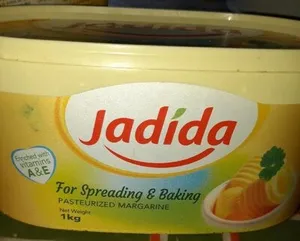 Jadida
Enriched with
vitamins
A&E
For Spreading & Baking
PASTEURIZED MARGARINE
Net Weight
1kg